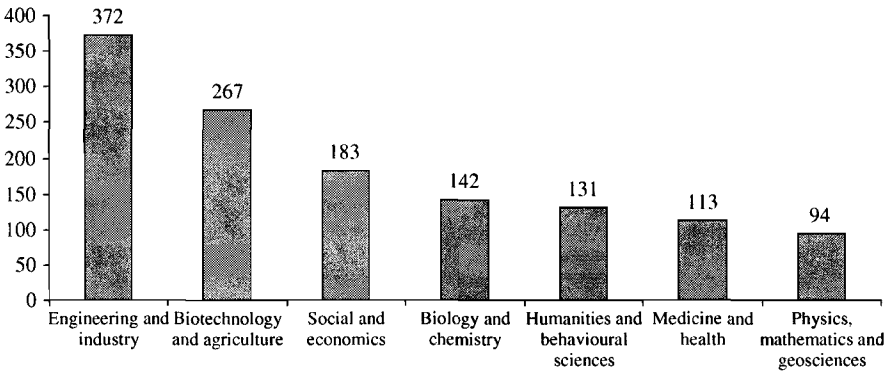 400
350
300
250
200
150
100
50
0
372
267
183
142
131
113
94
Engineering and
industry
Biotechnology
and agriculture
Social and
economics
Biology and
chemistry
Humanities and
behavioural
sciences
Medicine and
health
Physics,
mathematics and
geosciences